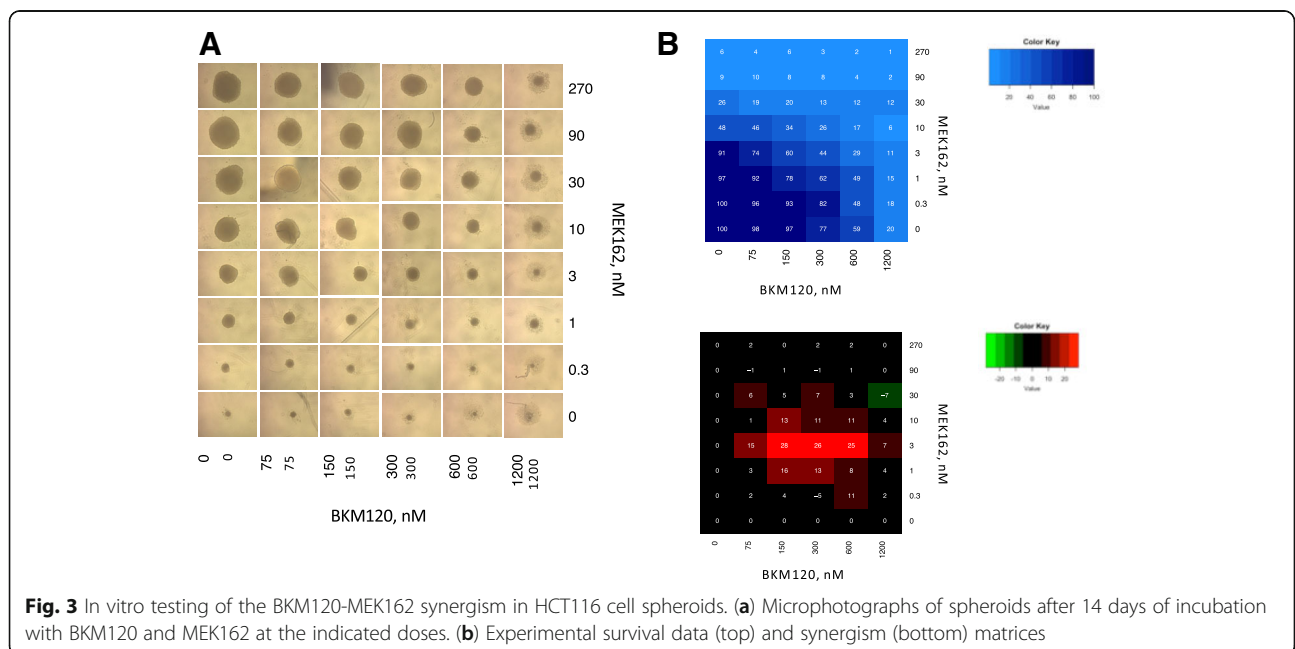 A
270
90
30
10
3
1
0.3
0
MEK162, nM
0 0 75 75 150 150 300 300 600 600 1200 1200
BKM120, nM
B
6 4 6 3 2 1 270
9 10 8 8 4 2 90
26 19 20 13 12 12 30
48 46 34 26 17 6 10
91 74 60 44 29 11 3
97 92 78 62 49 15 1
100 96 93 82 48 18 0.3
100 98 97 77 59 20 0
MEK162, nM
0 75 150 300 600 1200
BKM120, nM
Color Key
20 40 60 80 100
Value
0 2 0 2 2 0 270
0 −1 1 −1 1 0 90
0 6 5 7 3 −7 30
0 1 13 11 11 4 10
0 15 28 26 25 7 3
0 3 16 13 8 4 1
0 2 4 −5 11 2 0.3
0 0 0 0 0 0 0
MEK162, nM
0 75 150 300 600 1200
BKM120, nM
Color Key
-20 -10 0 10 20
Value
Fig. 3 In vitro testing of the BKM120-MEK162 synergism in HCT116 cell spheroids. (a) Microphotographs of spheroids after 14 days of incubation
with BKM120 and MEK162 at the indicated doses. (b) Experimental survival data (top) and synergism (bottom) matrices